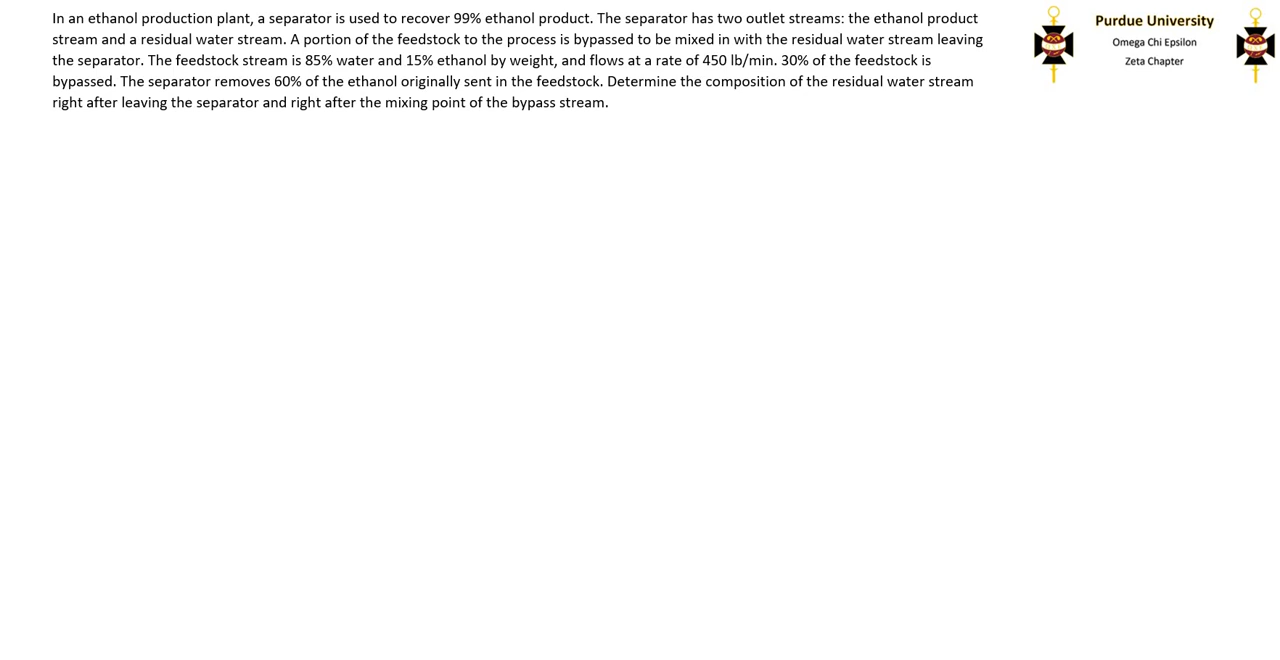 In an ethanol production plant, a separator is used to recover 99% ethanol product. The separator has two outlet streams: the ethanol product
stream and a residual water stream. A portion of the feedstock to the process is bypassed to be mixed in with the residual water stream leaving
the separator. The feedstock stream is 85% water and 15% ethanol by weight, and flows at a rate of 450 lb/min. 30% of the feedstock is
bypassed. The separator removes 60% of the ethanol originally sent in the feedstock. Determine the composition of the residual water stream
right after leaving the separator and right after the mixing point of the bypass stream.
Purdue University
Omega Chi Epsilon
Zeta Chapter